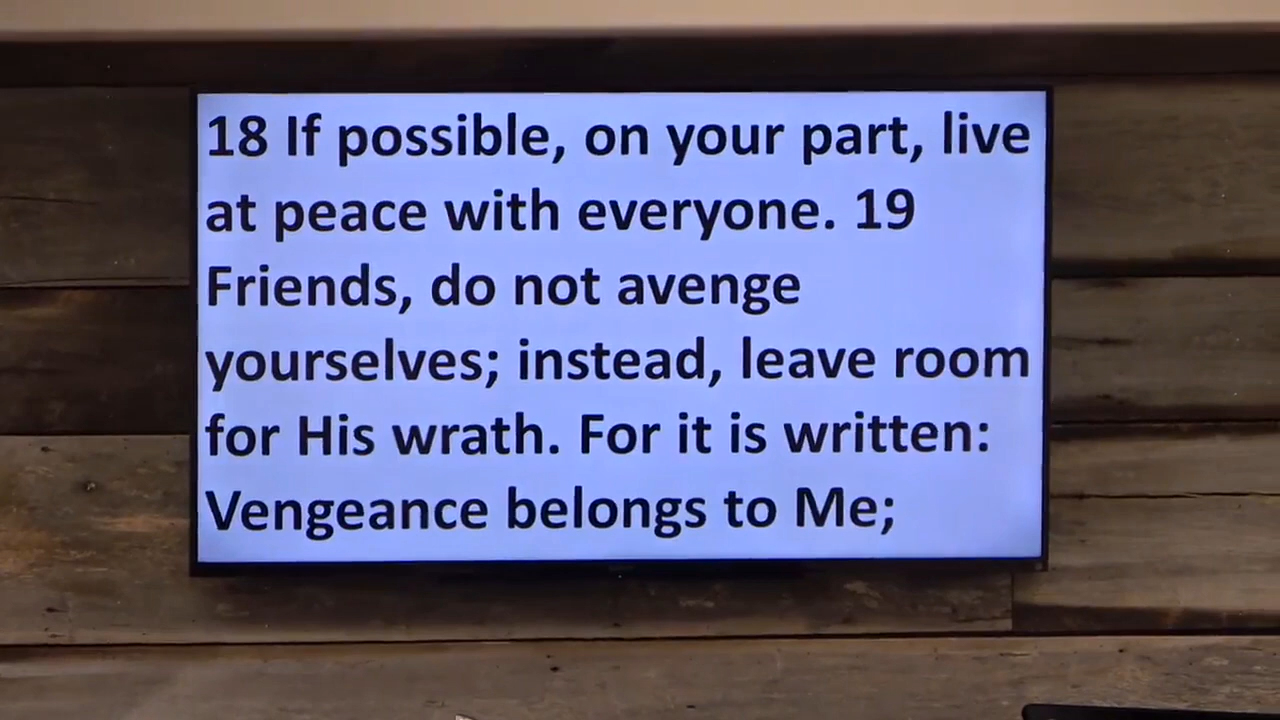 18 If possible, on your part, live
at peace with everyone. 19
Friends, do not avenge
yourselves; instead, leave room
for His wrath. For it is written:
Vengeance belongs to Me;